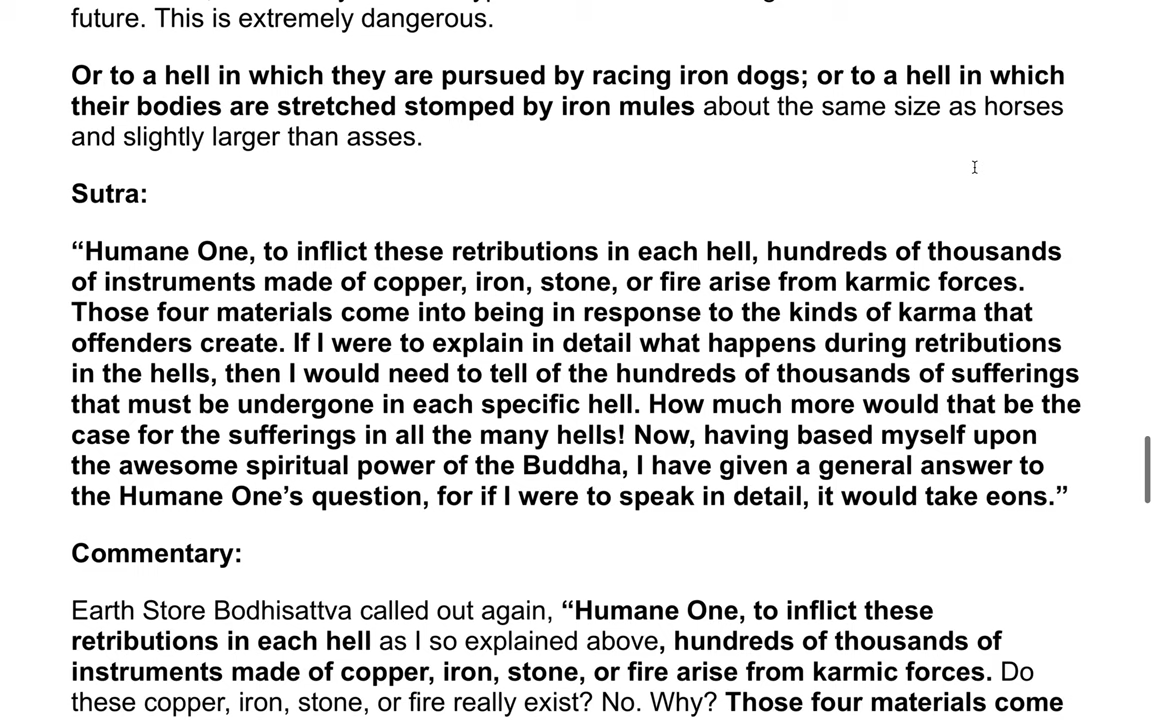 future. This is extremely dangerous.
Or to a hell in which they are pursued by racing iron dogs; or to a hell in which
their bodies are stretched stomped by iron mules about the same size as horses
and slightly larger than asses.
Sutra:
“Humane One, to inflict these retributions in each hell, hundreds of thousands
of instruments made of copper, iron, stone, or fire arise from karmic forces.
Those four materials come into being in response to the kinds of karma that
offenders create. If I were to explain in detail what happens during retributions
in the hells, then I would need to tell of the hundreds of thousands of sufferings
that must be undergone in each specific hell. How much more would that be the
case for the sufferings in all the many hells! Now, having based myself upon
the awesome spiritual power of the Buddha, I have given a general answer to
the Humane One’s question, for if I were to speak in detail, it would take eons.”
Commentary:
Earth Store Bodhisattva called out again, “Humane One, to inflict these
retributions in each hell as I so explained above, hundreds of thousands of
instruments made of copper, iron, stone, or fire arise from karmic forces. Do
these copper, iron, stone, or fire really exist? No. Why? Those four materials come